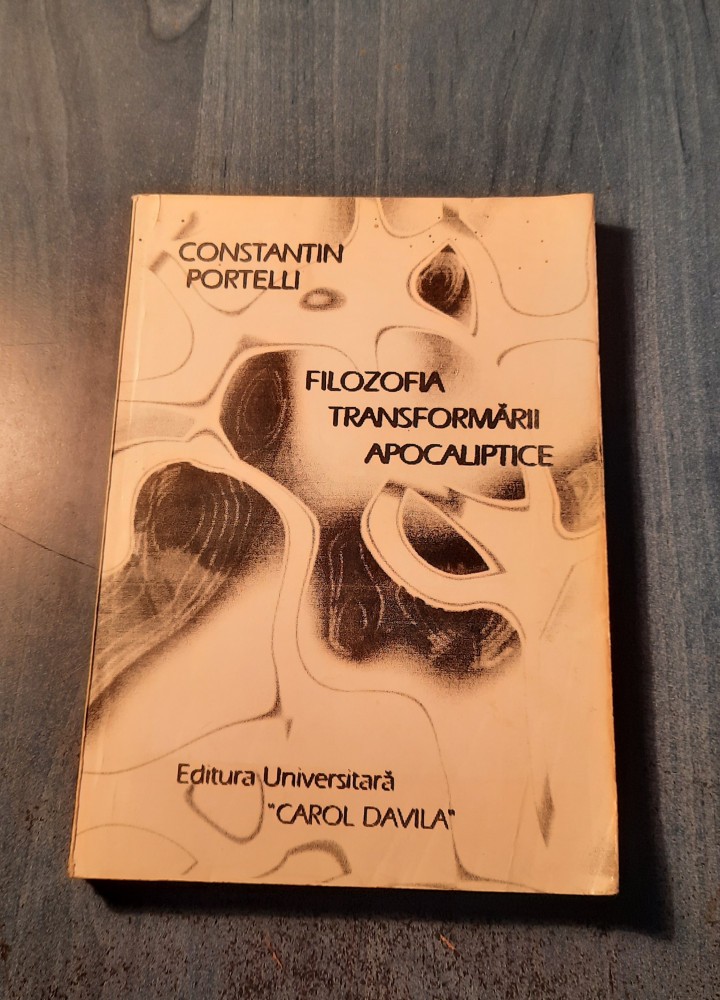 CONSTANTIN
PORTELLI
FILOZOFIA
TRANSFORMĂRII
APOCALIPTICE
Editura Universitară
"CAROL DAVILA"